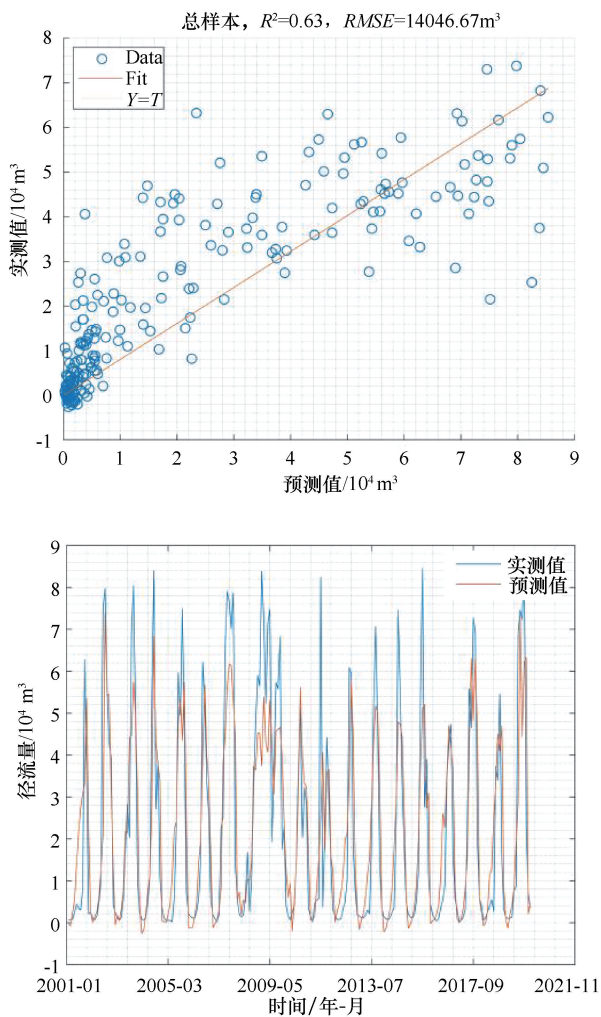 总样本，R²=0.63，RMSE=14046.67m³
8
7
6
5
4
3
2
1
0
-1
实测值/10⁴ m³
Data
Fit
Y=T
0 1 2 3 4 5 6 7 8 9
预测值/10⁴ m³
9
8
7
6
5
4
3
2
1
0
-1
径流量/10⁴ m³
实测值
预测值
2001-01 2005-03 2009-05 2013-07 2017-09 2021-11
时间/年-月